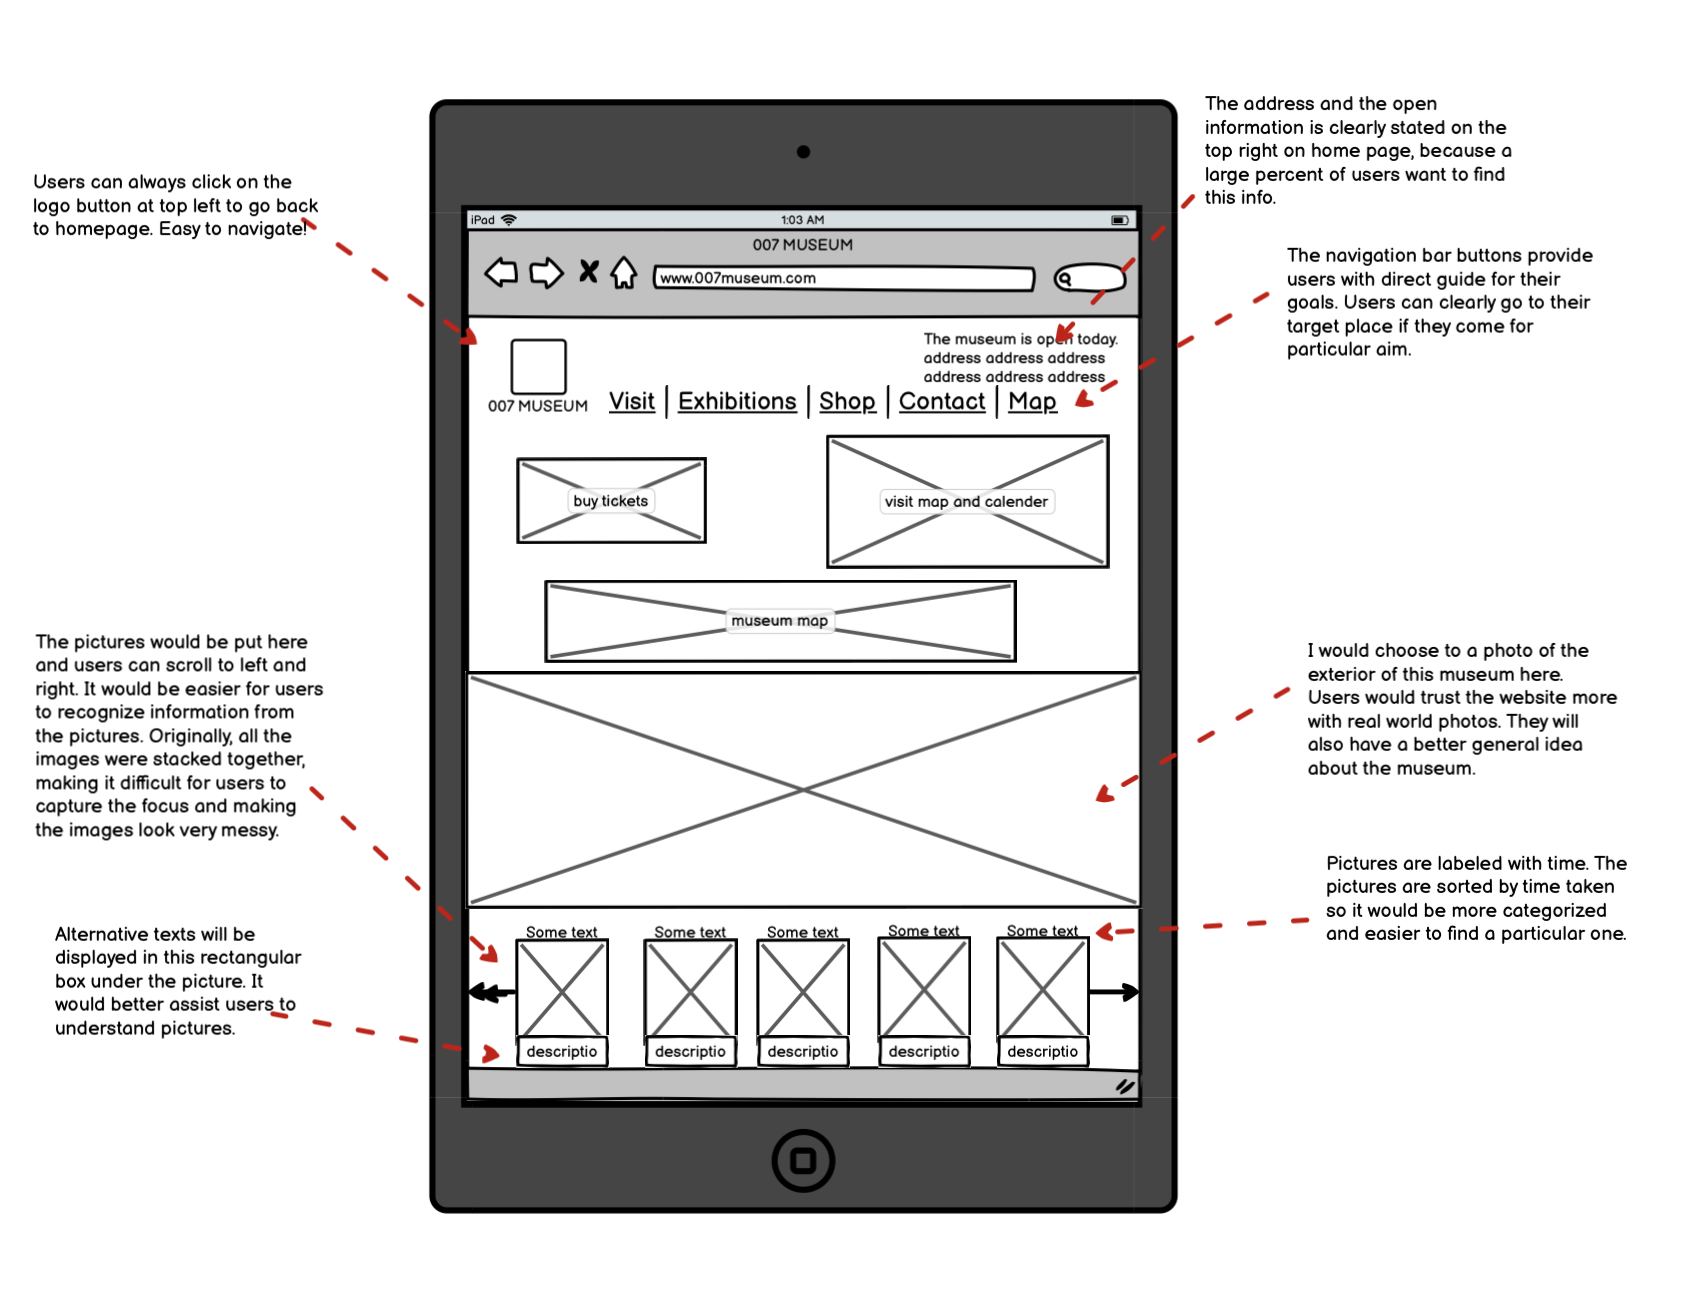 The address and the open
information is clearly stated on the
top right on home page, because a
large percent of users want to find
this info.
Users can always click on the
logo button at top left to go back
to homepage. Easy to navigate!
iPad
1:03 AM
007 MUSEUM
www.007museum.com
The navigation bar buttons provide
users with direct guide for their
goals. Users can clearly go to their
target place if they come for
particular aim.
The museum is open today.
address address address
address address address
007 MUSEUM
Visit Exhibitions Shop Contact Map
buy tickets
visit map and calender
museum map
The pictures would be put here
and users can scroll to left and
right. It would be easier for users
to recognize information from
the pictures. Originally, all the
images were stacked together,
making it difficult for users to
capture the focus and making
the images look very messy.
I would choose to a photo of the
exterior of this museum here.
Users would trust the website more
with real world photos. They will
also have a better general idea
about the museum.
Pictures are labeled with time. The
pictures are sorted by time taken
so it would be more categorized
and easier to find a particular one.
Alternative texts will be
displayed in this rectangular
box under the picture. It
would better assist users to
understand pictures.
Some text Some text Some text Some text Some text
descriptio descriptio descriptio descriptio descriptio